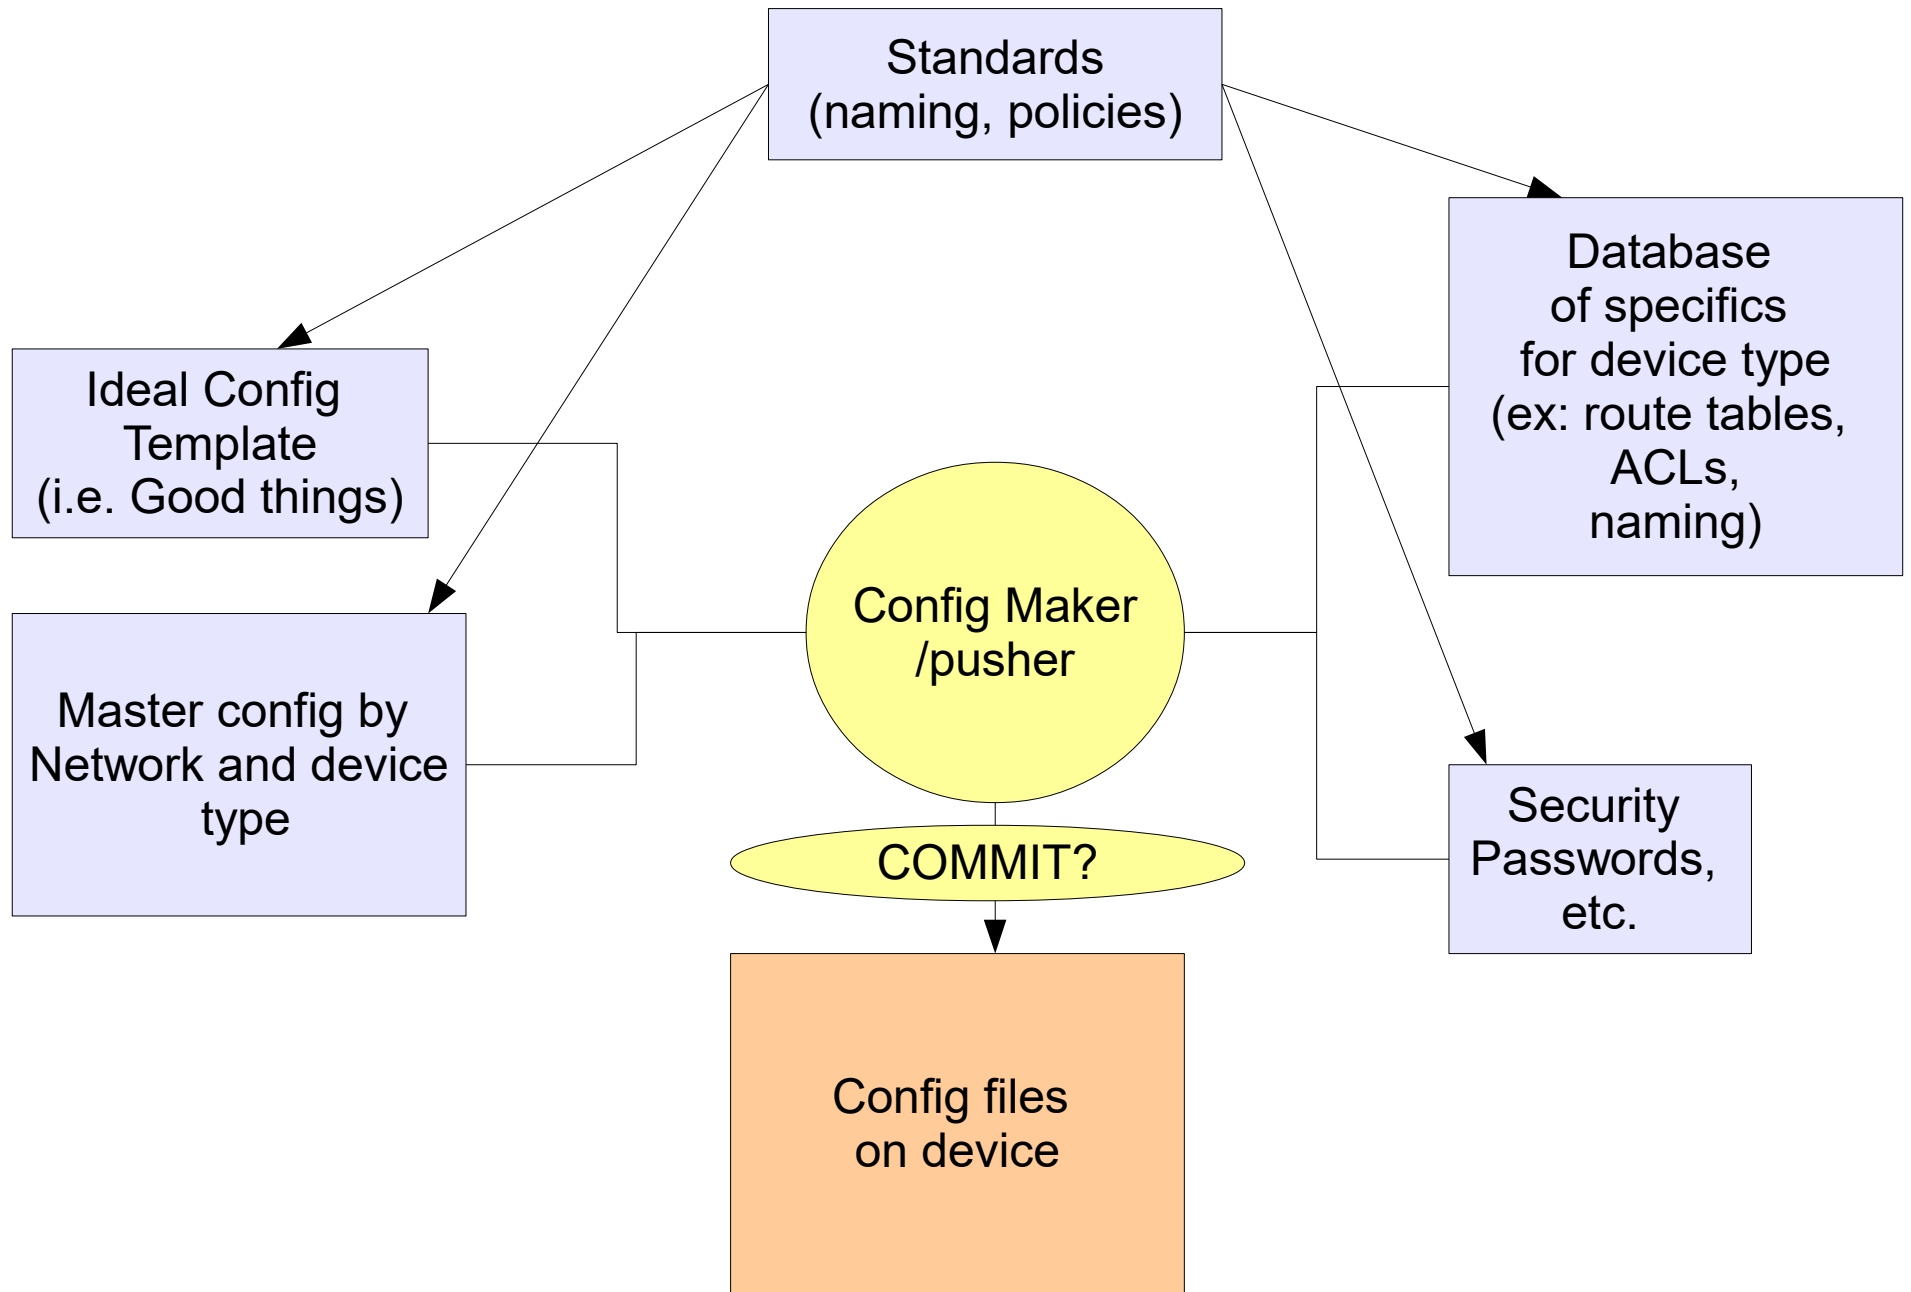 Standards
(naming, policies)
Database
of specifics
for device type
(ex: route tables,
ACLs,
naming)
Ideal Config
Template
(i.e. Good things)
Config Maker
/pusher
Master config by
Network and device
type
Security
Passwords,
etc.
COMMIT?
Config files
on device